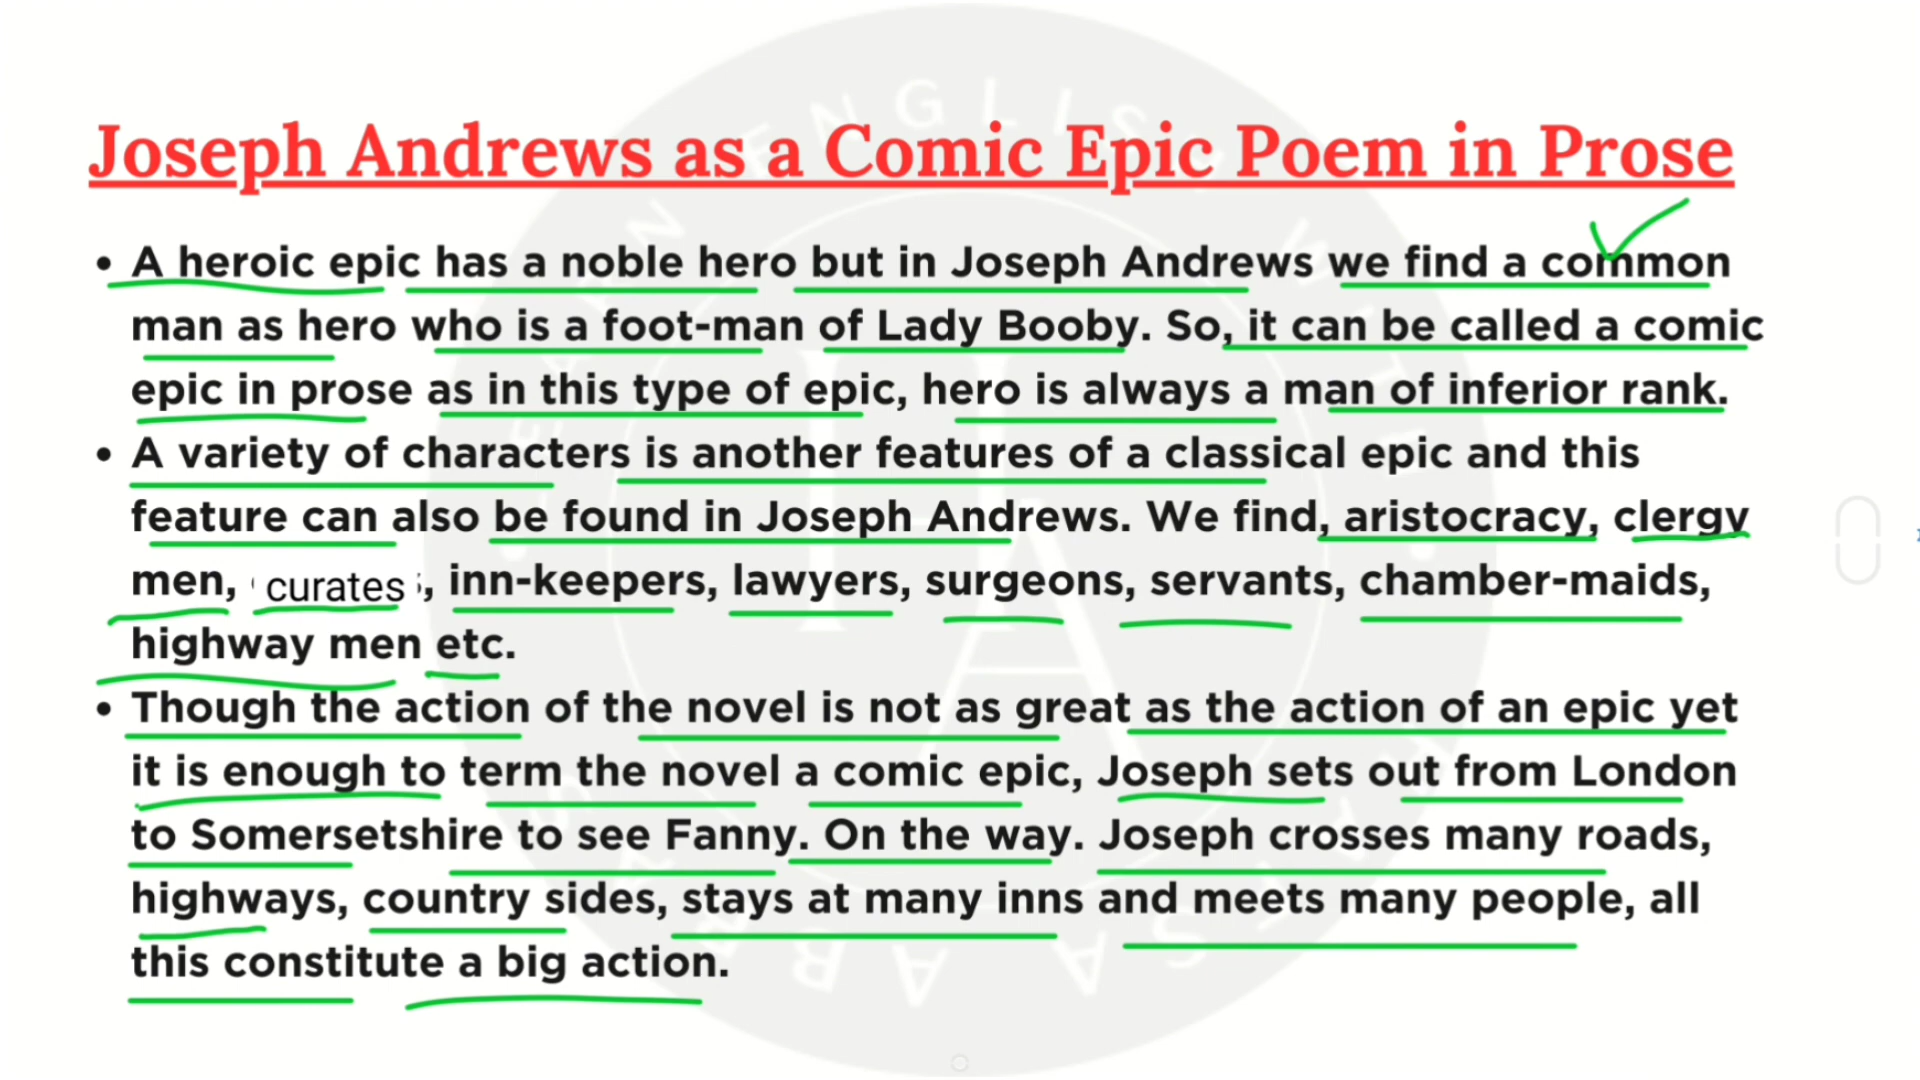 Joseph Andrews as a Comic Epic Poem in Prose
• A heroic epic has a noble hero but in Joseph Andrews we find a common
man as hero who is a foot-man of Lady Booby. So, it can be called a comic
epic in prose as in this type of epic, hero is always a man of inferior rank.
• A variety of characters is another features of a classical epic and this
feature can also be found in Joseph Andrews. We find, aristocracy, clergy
men, curates, inn-keepers, lawyers, surgeons, servants, chamber-maids,
highway men etc.
• Though the action of the novel is not as great as the action of an epic yet
it is enough to term the novel a comic epic, Joseph sets out from London
to Somersetshire to see Fanny. On the way. Joseph crosses many roads,
highways, country sides, stays at many inns and meets many people, all
this constitute a big action.